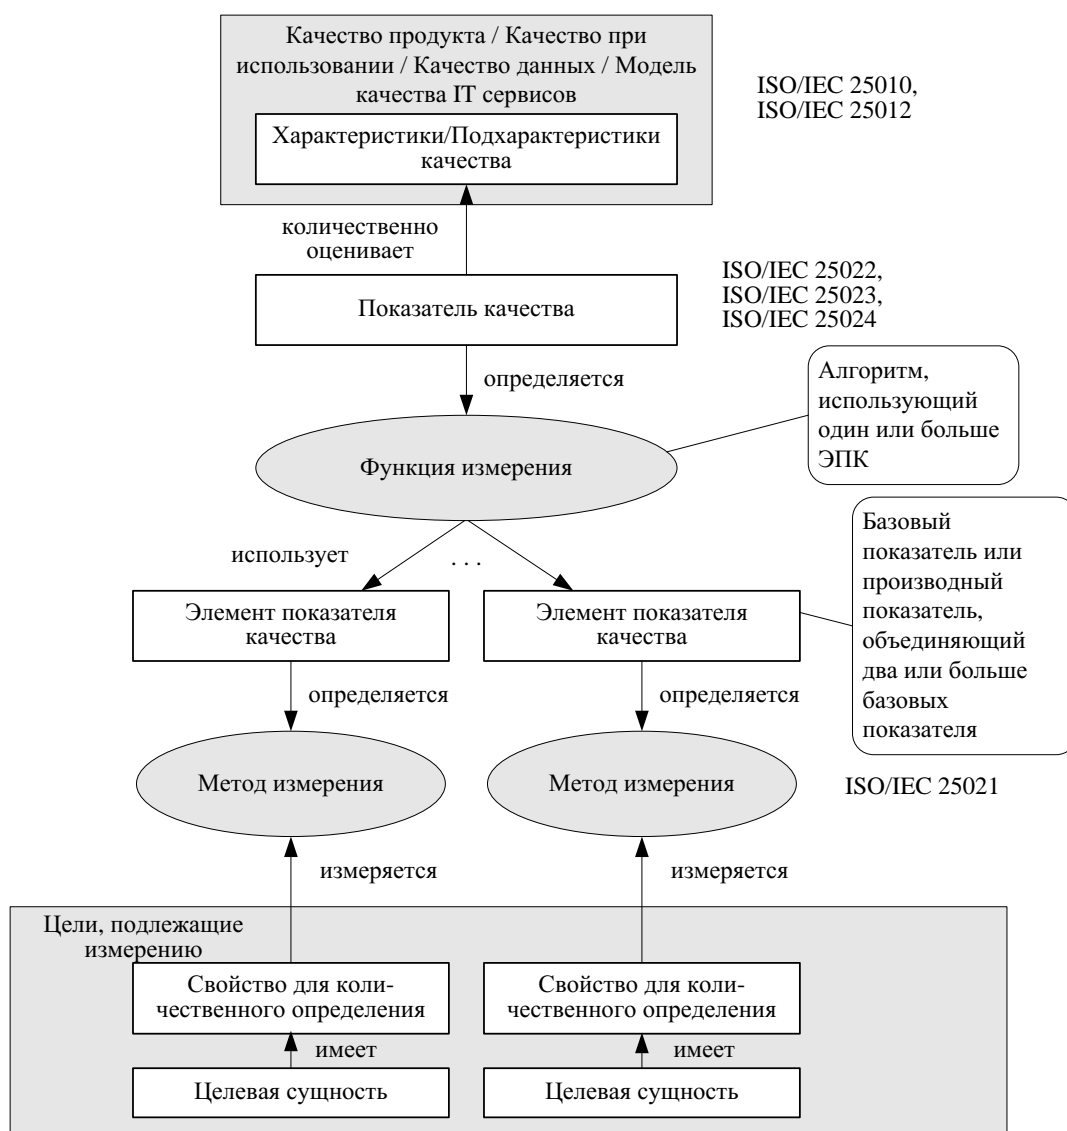 Качество продукта / Качество при
использовании / Качество данных / Модель
качества IT сервисов
ISO/IEC 25010,
ISO/IEC 25012
Характеристики/Подхарактеристики
качества
количественно
оценивает
ISO/IEC 25022,
ISO/IEC 25023,
ISO/IEC 25024
Показатель качества
определяется
Алгоритм,
использующий
один или больше
ЭПК
Функция измерения
Базовый
показатель или
производный
показатель,
объединяющий
два или больше
базовых
показателя
использует
. . .
Элемент показателя
качества
Элемент показателя
качества
определяется
определяется
Метод измерения
Метод измерения
ISO/IEC 25021
измеряется
измеряется
Цели, подлежащие
измерению
Свойство для коли-
чественного определения
Свойство для коли-
чественного определения
имеет
имеет
Целевая сущность
Целевая сущность